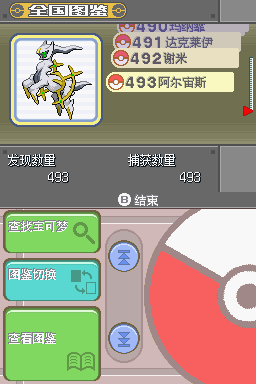 全国图鉴
490玛纳霏
491达克莱伊
492谢米
493阿尔宙斯
发现数量
493
捕获数量
493
B 结束
查找宝可梦
图鉴切换
查看图鉴